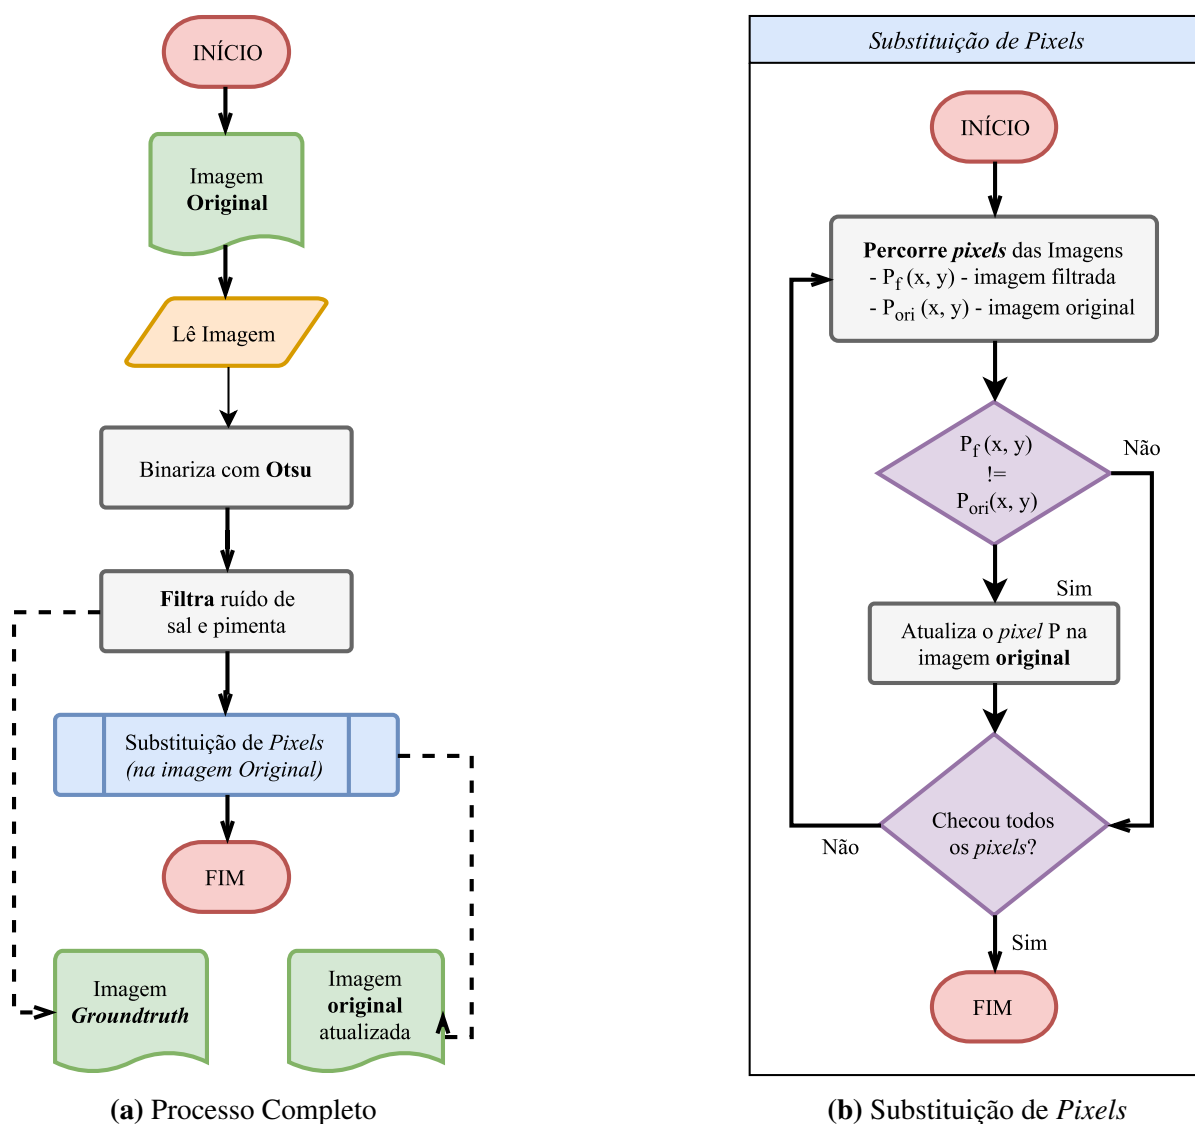 INÍCIO
Imagem
Original
Lê Imagem
Binariza com Otsu
Filtra ruído de
sal e pimenta
Substituição de Pixels
(na imagem Original)
FIM
Imagem
Groundtruth
Imagem
original
atualizada
(a) Processo Completo
Substituição de Pixels
INÍCIO
Percorre pixels das Imagens
- Pf (x, y) - imagem filtrada
- Pori (x, y) - imagem original
Pf (x, y)
!=
Pori(x, y)
Não
Sim
Atualiza o pixel P na
imagem original
Checou todos
os pixels?
Não
Sim
FIM
(b) Substituição de Pixels